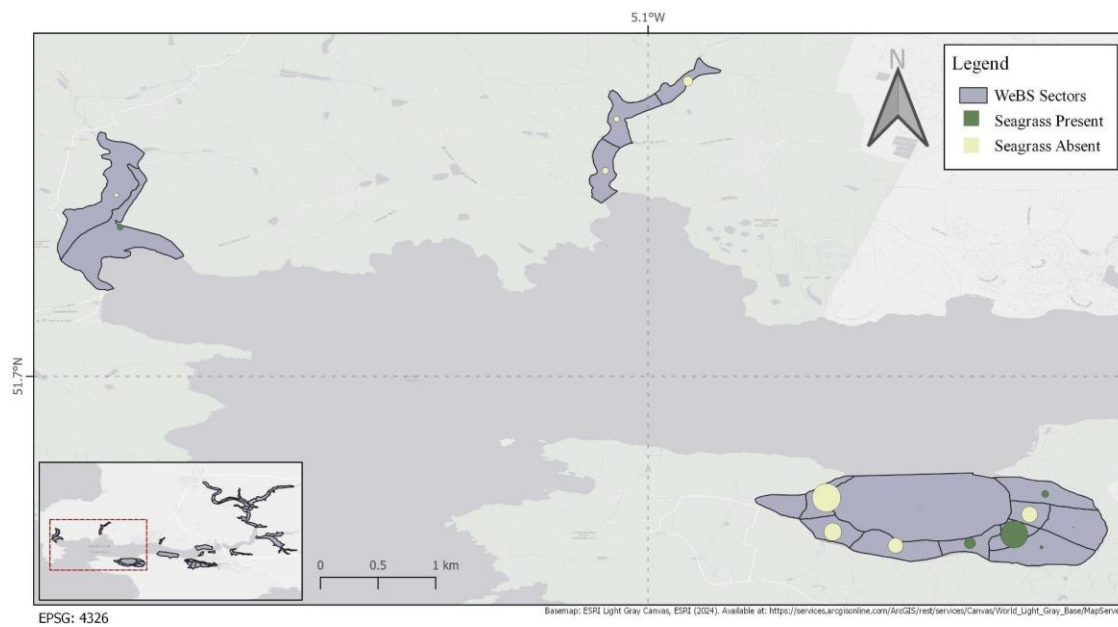 5.1°W
N
Legend
WeBS Sectors
Seagrass Present
Seagrass Absent
51.7°N
0 0.5 1 km
EPSG: 4326
Basemap: ESRI Light Gray Canvas, ESRI (2024). Available at: https://services.arcgisonline.com/ArcGIS/rest/services/Canvas/World_Light_Gray_Base/MapServe